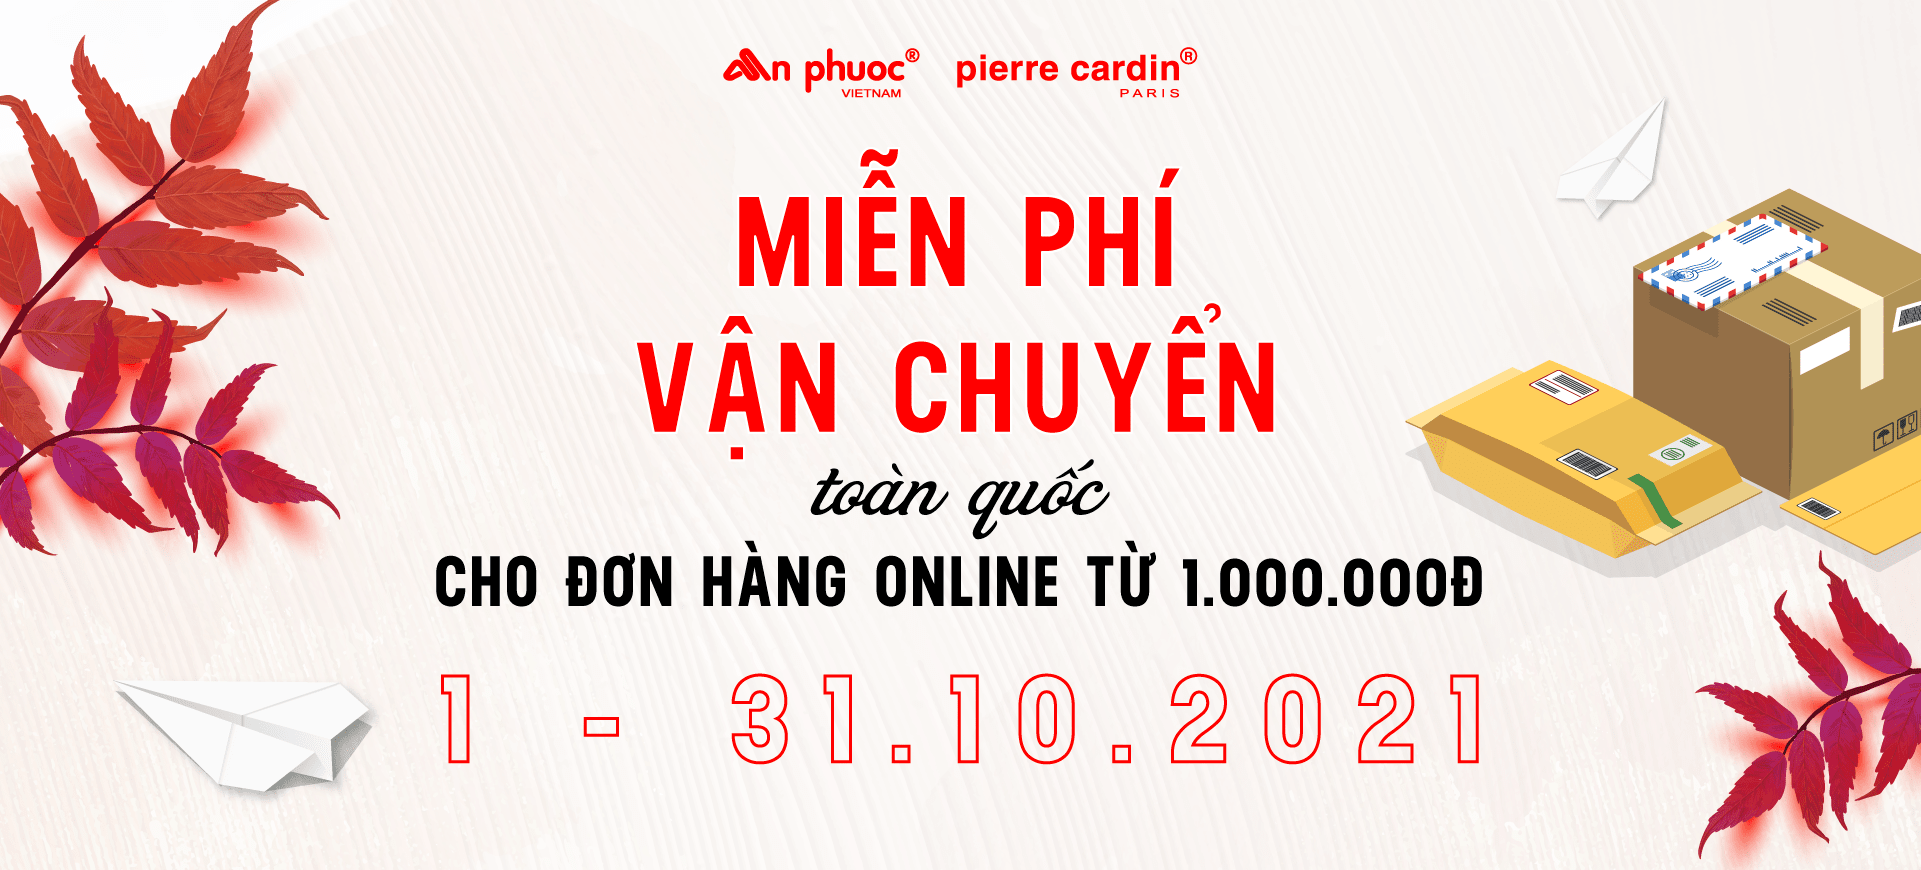 An phuoc® pierre cardin®
VIETNAM PARIS
MIỄN PHÍ
VẬN CHUYỂN
toàn quốc
CHO ĐƠN HÀNG ONLINE TỪ 1.000.000Đ
1 - 31.10.2021